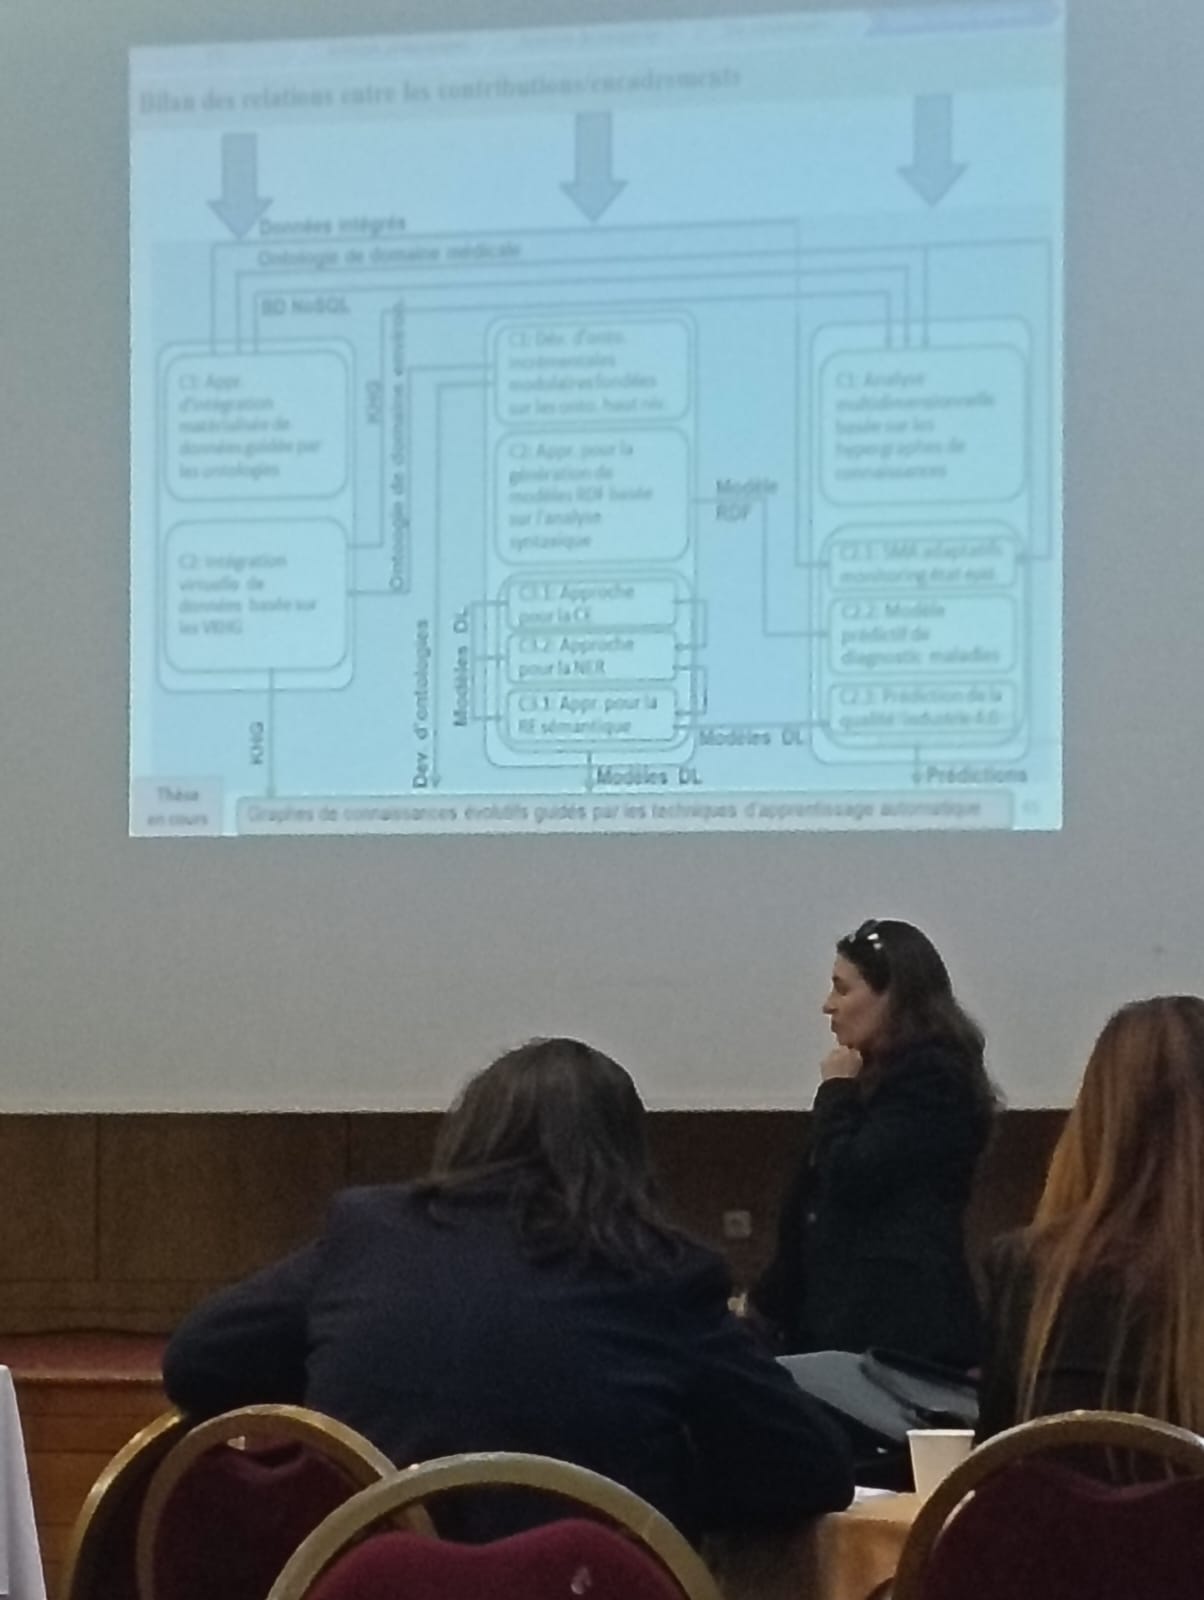 Bilan des relations entre les contributions/encadrements
Données intégrés
Ontologie de domaine médicale
BD NoSQL
C1: Appr.
d'intégration
matérialisée de
données guidée par
les ontologies
C2: Intégration
virtuelle de
données basée sur
les VKHG
KHG
KHG
Ontologie de domaine environ.
Dev. d'ontologies
Modèles DL
C1: Dév. d'onto.
incrémentales
modulaires fondées
sur les onto. haut niv.
C2: Appr. pour la
génération de
modèles RDF basée
sur l'analyse
syntaxique
C3.1: Approche
pour la CE
C3.2: Approche
pour la NER
C3.1: Appr. pour la
RE sémantique
Modèle
RDF
Modèles DL
Modèles DL
C1: Analyse
multidimensionnelle
basée sur les
hypergraphes de
connaissances
C2.1: SMA adaptatifs
monitoring état épid.
C2.2: Modèle
prédictif de
diagnostic maladies
C2.3: Prédiction de la
qualité industrie 4.0
Prédictions
Thèse
en cours
Graphes de connaissances évolutifs guidés par les techniques d'apprentissage automatique